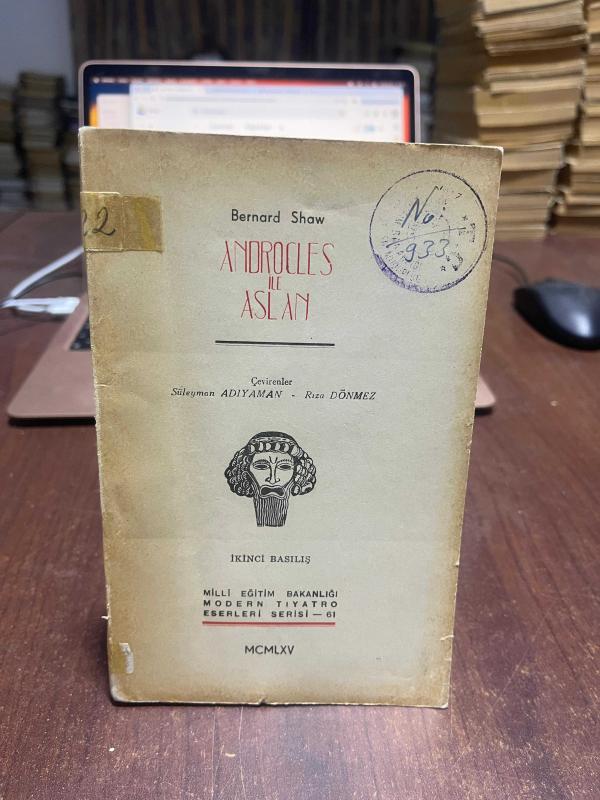 22
Bernard Shaw
ANDROCLES
İLE
ASLAN
No
933
Çevirenler
Süleyman ADIYAMAN - Rıza DÖNMEZ
İKİNCİ BASILIŞ
MİLLİ EĞİTİM BAKANLIĞI
MODERN TİYATRO
ESERLERİ SERİSİ — 61
MCMLXV